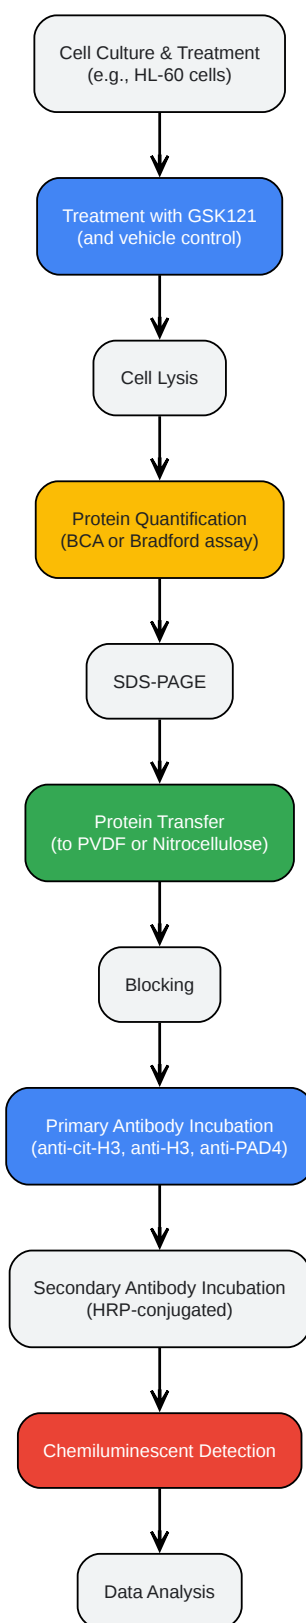 Cell Culture & Treatment
(e.g., HL-60 cells)
Treatment with GSK121
(and vehicle control)
Cell Lysis
Protein Quantification
(BCA or Bradford assay)
SDS-PAGE
Protein Transfer
(to PVDF or Nitrocellulose)
Blocking
Primary Antibody Incubation
(anti-cit-H3, anti-H3, anti-PAD4)
Secondary Antibody Incubation
(HRP-conjugated)
Chemiluminescent Detection
Data Analysis